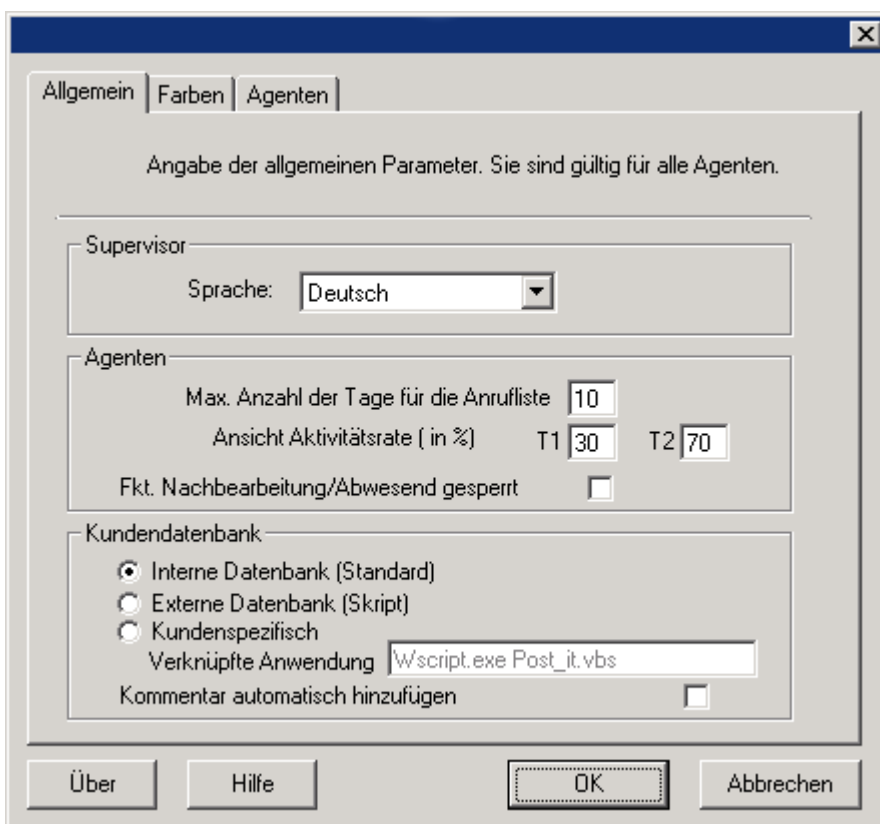 Allgemein Farben Agenten
Angabe der allgemeinen Parameter. Sie sind gültig für alle Agenten.
Supervisor
Sprache: Deutsch
Agenten
Max. Anzahl der Tage für die Anrufliste 10
Ansicht Aktivitätsrate ( in %) T1 30 T2 70
Fkt. Nachbearbeitung/Abwesend gesperrt
Kundendatenbank
Interne Datenbank (Standard)
Externe Datenbank (Skript)
Kundenspezifisch
Verknüpfte Anwendung Wscript.exe Post_it.vbs
Kommentar automatisch hinzufügen
Über Hilfe OK Abbrechen